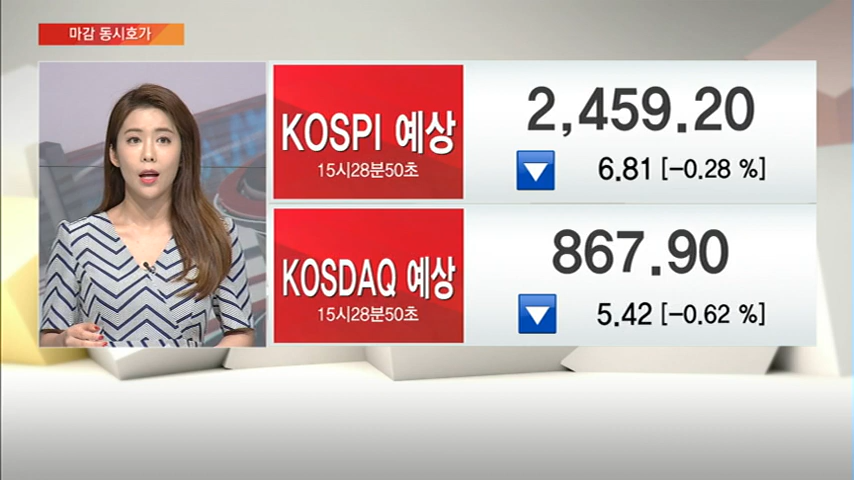 마감 동시호가
KOSPI 예상
15시28분50초
2,459.20
▼ 6.81 [-0.28 %]
KOSDAQ 예상
15시28분50초
867.90
▼ 5.42 [-0.62 %]